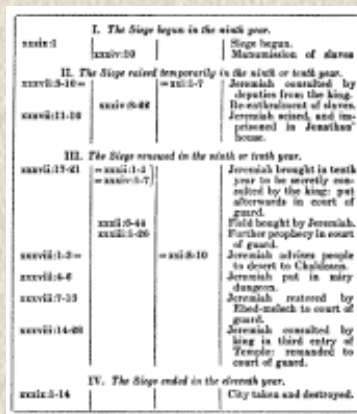 I. The Siege begun in the ninth year.
xxxix:1 Siege begun.
xxxiv:10 Manumission of slaves
II. The Siege raised temporarily in the ninth or tenth year.
xxxvii:3-10 = = xxi:1-7 Jeremiah consulted by
deputies from the king.
xxxiv:8-22 Re-enthralment of slaves.
xxxvii:11-16 Jeremiah seized, and im-
prisoned in Jonathan'
house.
III. The Siege renewed in the ninth or tenth year.
xxxvii:17-21 = xxxii:1-5 Jeremiah brought in tenth
= xxxiv:1-7 year to be secretly con-
sulted by the king: put
afterwards in court of
guard.
xxxii:6-44 Field bought by Jeremiah.
xxxiii:1-26 Further prophecy in court
of guard.
xxxviii:1-3 = = xxi:8-10 Jeremiah advises people
to desert to Chaldeans.
xxxviii:4-6 Jeremiah put in miry
dungeon.
xxxviii:7-13 Jeremiah restored by
Ebed-melech to court of
guard.
xxxviii:14-28 Jeremiah consulted by
king in third entry of
Temple: remanded to
court of guard.
IV. The Siege ended in the eleventh year.
xxxix:1-14 City taken and destroyed.